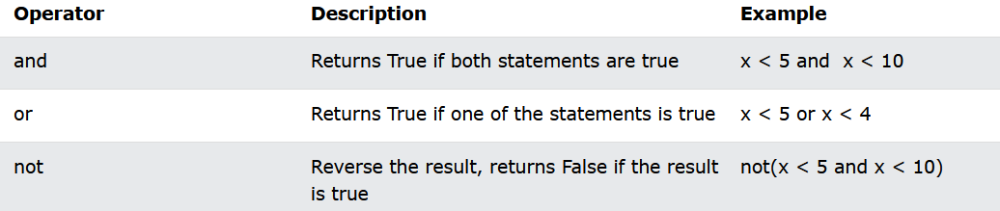 Operator Description Example
and Returns True if both statements are true x < 5 and  x < 10
or Returns True if one of the statements is true x < 5 or x < 4
not Reverse the result, returns False if the result not(x < 5 and x < 10)
is true